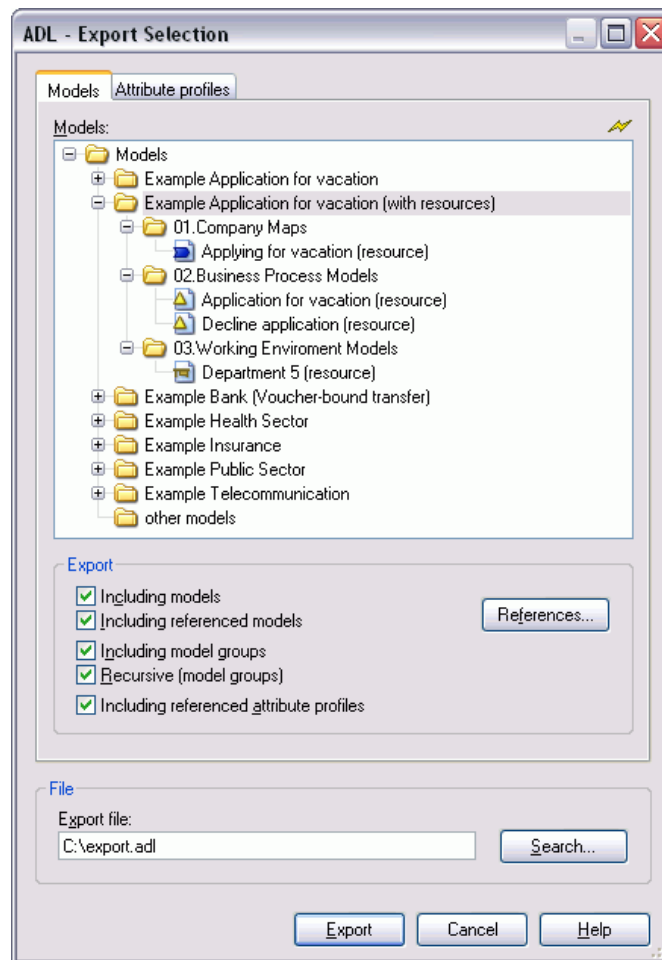 ADL - Export Selection
Models
Attribute profiles
Models:
Models
Example Application for vacation
Example Application for vacation (with resources)
01.Company Maps
Applying for vacation (resource)
02.Business Process Models
Application for vacation (resource)
Decline application (resource)
03.Working Enviroment Models
Department 5 (resource)
Example Bank (Voucher-bound transfer)
Example Health Sector
Example Insurance
Example Public Sector
Example Telecommunication
other models
Export
Including models
Including referenced models
References...
Including model groups
Recursive (model groups)
Including referenced attribute profiles
File
Export file:
C:\export.adl
Search...
Export
Cancel
Help